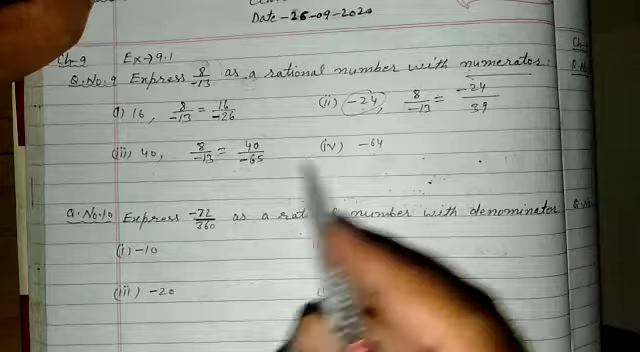 Date - 26-09-2020
Ch-9 Ex→9.1
Q.No.9 Express 8/-13 as a rational number with numerator:
(i) 16, 8/-13 = 16/-26 (ii) -24, 8/-13 = -24/39
(iii) 40, 8/-13 = 40/-65 (iv) -64
Q.No.10 Express -72/360 as a number with denominator
(i) -10
(iii) -20